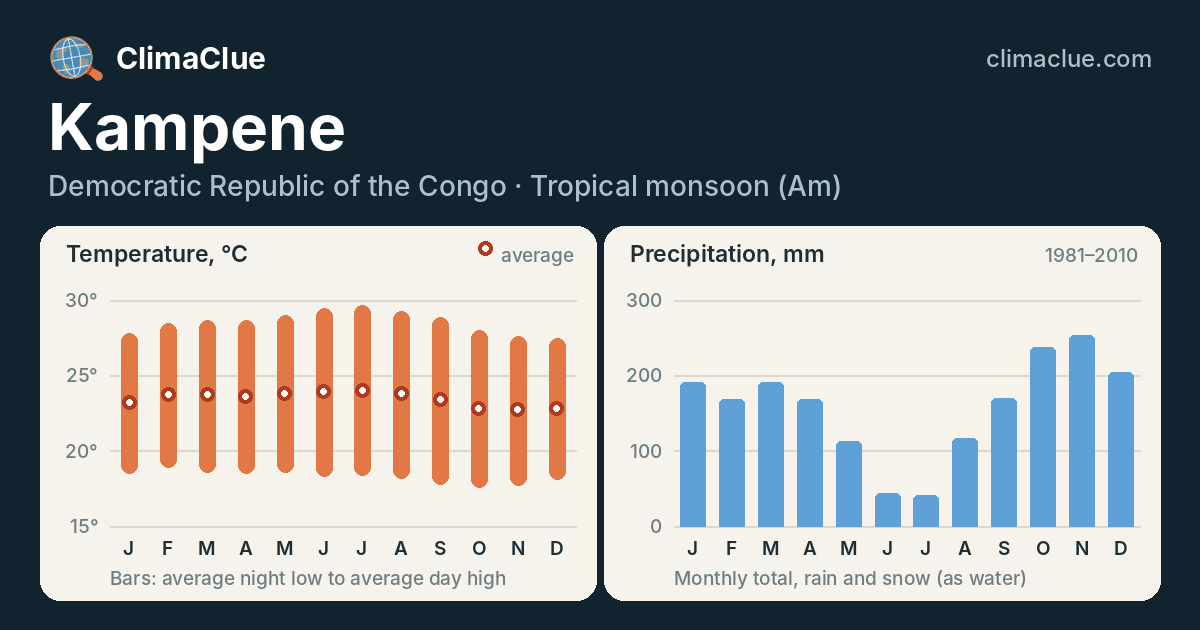 ClimaClue
climaclue.com
Kampene
Democratic Republic of the Congo · Tropical monsoon (Am)
Temperature, °C
average
30°
25°
20°
15°
J F M A M J J A S O N D
Bars: average night low to average day high
Precipitation, mm
1981–2010
300
200
100
0
J F M A M J J A S O N D
Monthly total, rain and snow (as water)